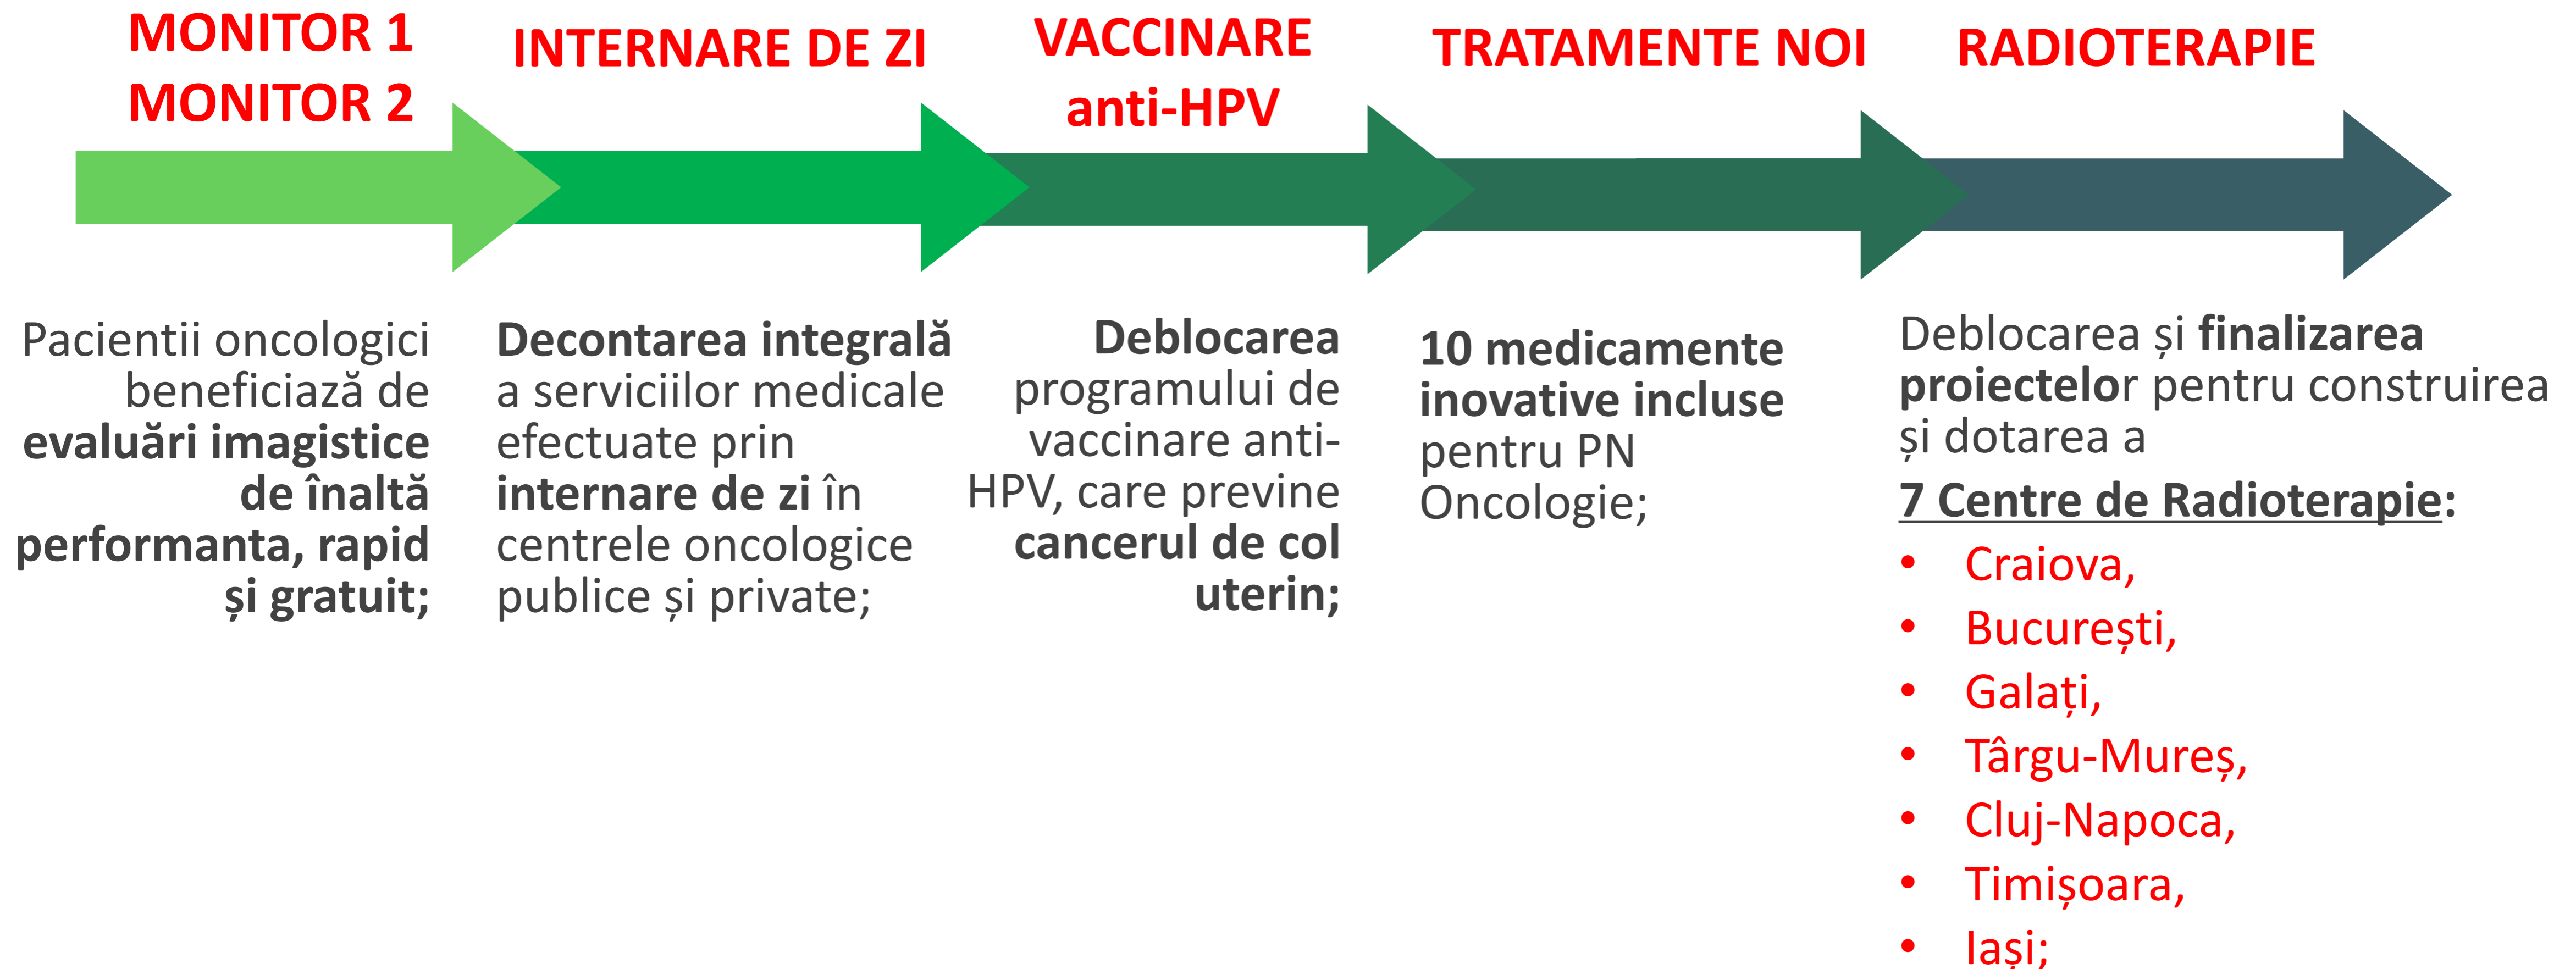 MONITOR 1
MONITOR 2
INTERNARE DE ZI
VACCINARE
anti-HPV
TRATAMENTE NOI
RADIOTERAPIE
Pacientii oncologici
beneficiază de
evaluări imagistice
de înaltă
performanta, rapid
și gratuit;
Decontarea integrală
a serviciilor medicale
efectuate prin
internare de zi în
centrele oncologice
publice și private;
Deblocarea
programului de
vaccinare anti-
HPV, care previne
cancerul de col
uterin;
10 medicamente
inovative incluse
pentru PN
Oncologie;
Deblocarea și finalizarea
proiectelor pentru construirea
și dotarea a
7 Centre de Radioterapie:
• Craiova,
• București,
• Galați,
• Târgu-Mureș,
• Cluj-Napoca,
• Timișoara,
• Iași;